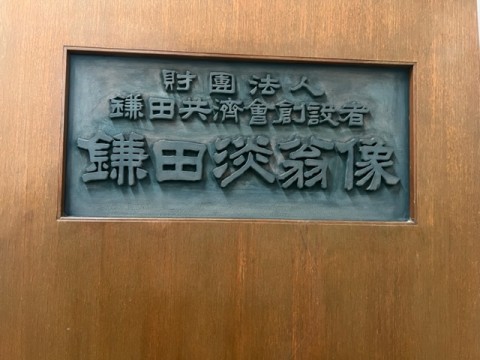 財團法人
鎌田共濟會創設者
鎌田淡翁像